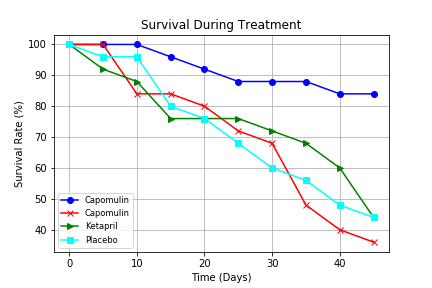 Survival During Treatment
Survival Rate (%)
100
90
80
70
60
50
40
Capomulin
Capomulin
Ketapril
Placebo
0
10
20
30
40
Time (Days)